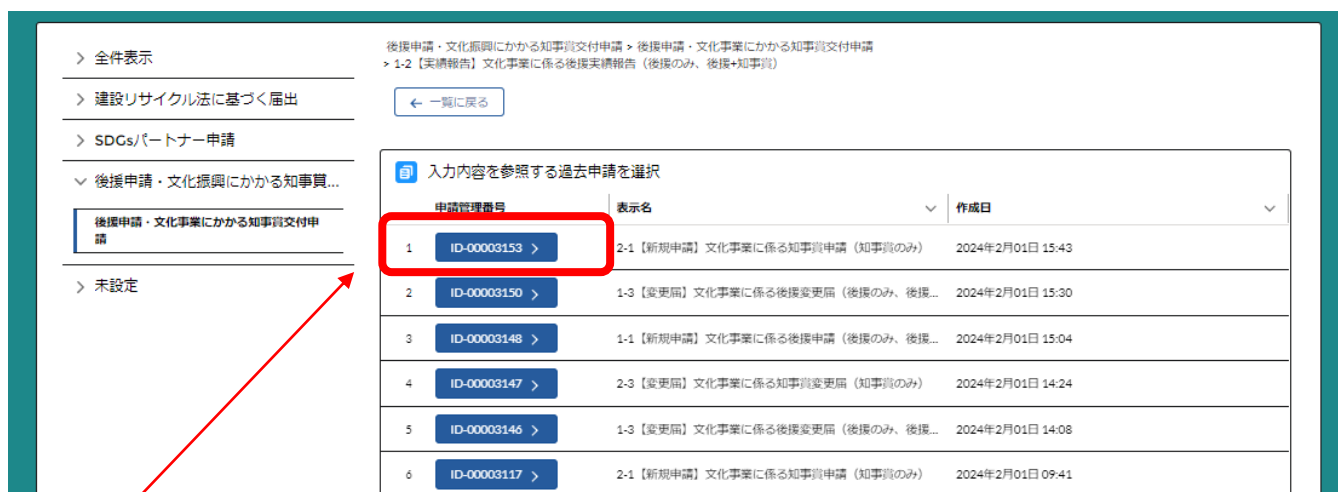 全件表示
建設リサイクル法に基づく届出
SDGsパートナー申請
後援申請・文化振興にかかる知事賞...
後援申請・文化事業にかかる知事賞交付申
請
未設定
後援申請・文化振興にかかる知事賞交付申請 > 後援申請・文化事業にかかる知事賞交付申請
> 1-2【実績報告】文化事業に係る後援実績報告（後援のみ、後援+知事賞）
← 一覧に戻る
入力内容を参照する過去申請を選択
申請管理番号 表示名 作成日
1 ID-00003153 > 2-1【新規申請】文化事業に係る知事賞申請（知事賞のみ） 2024年2月01日 15:43
2 ID-00003150 > 1-3【変更届】文化事業に係る後援変更届（後援のみ、後援... 2024年2月01日 15:30
3 ID-00003148 > 1-1【新規申請】文化事業に係る後援申請（後援のみ、後援... 2024年2月01日 15:04
4 ID-00003147 > 2-3【変更届】文化事業に係る知事賞変更届（知事賞のみ） 2024年2月01日 14:24
5 ID-00003146 > 1-3【変更届】文化事業に係る後援変更届（後援のみ、後援... 2024年2月01日 14:08
6 ID-00003117 > 2-1【新規申請】文化事業に係る知事賞申請（知事賞のみ） 2024年2月01日 09:41